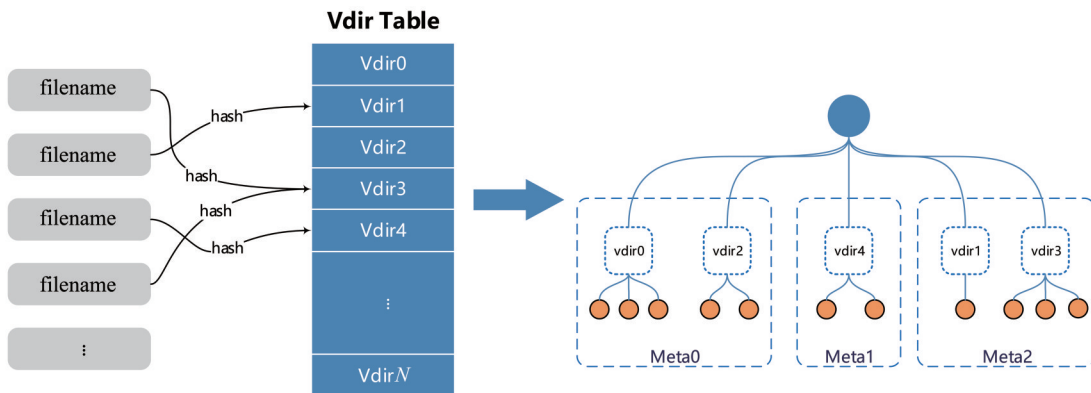 Vdir Table
filename
filename
filename
filename
⋮
hash
hash
hash
hash
Vdir0
Vdir1
Vdir2
Vdir3
Vdir4
⋮
VdirN
vdir0
vdir2
vdir4
vdir1
vdir3
Meta0
Meta1
Meta2